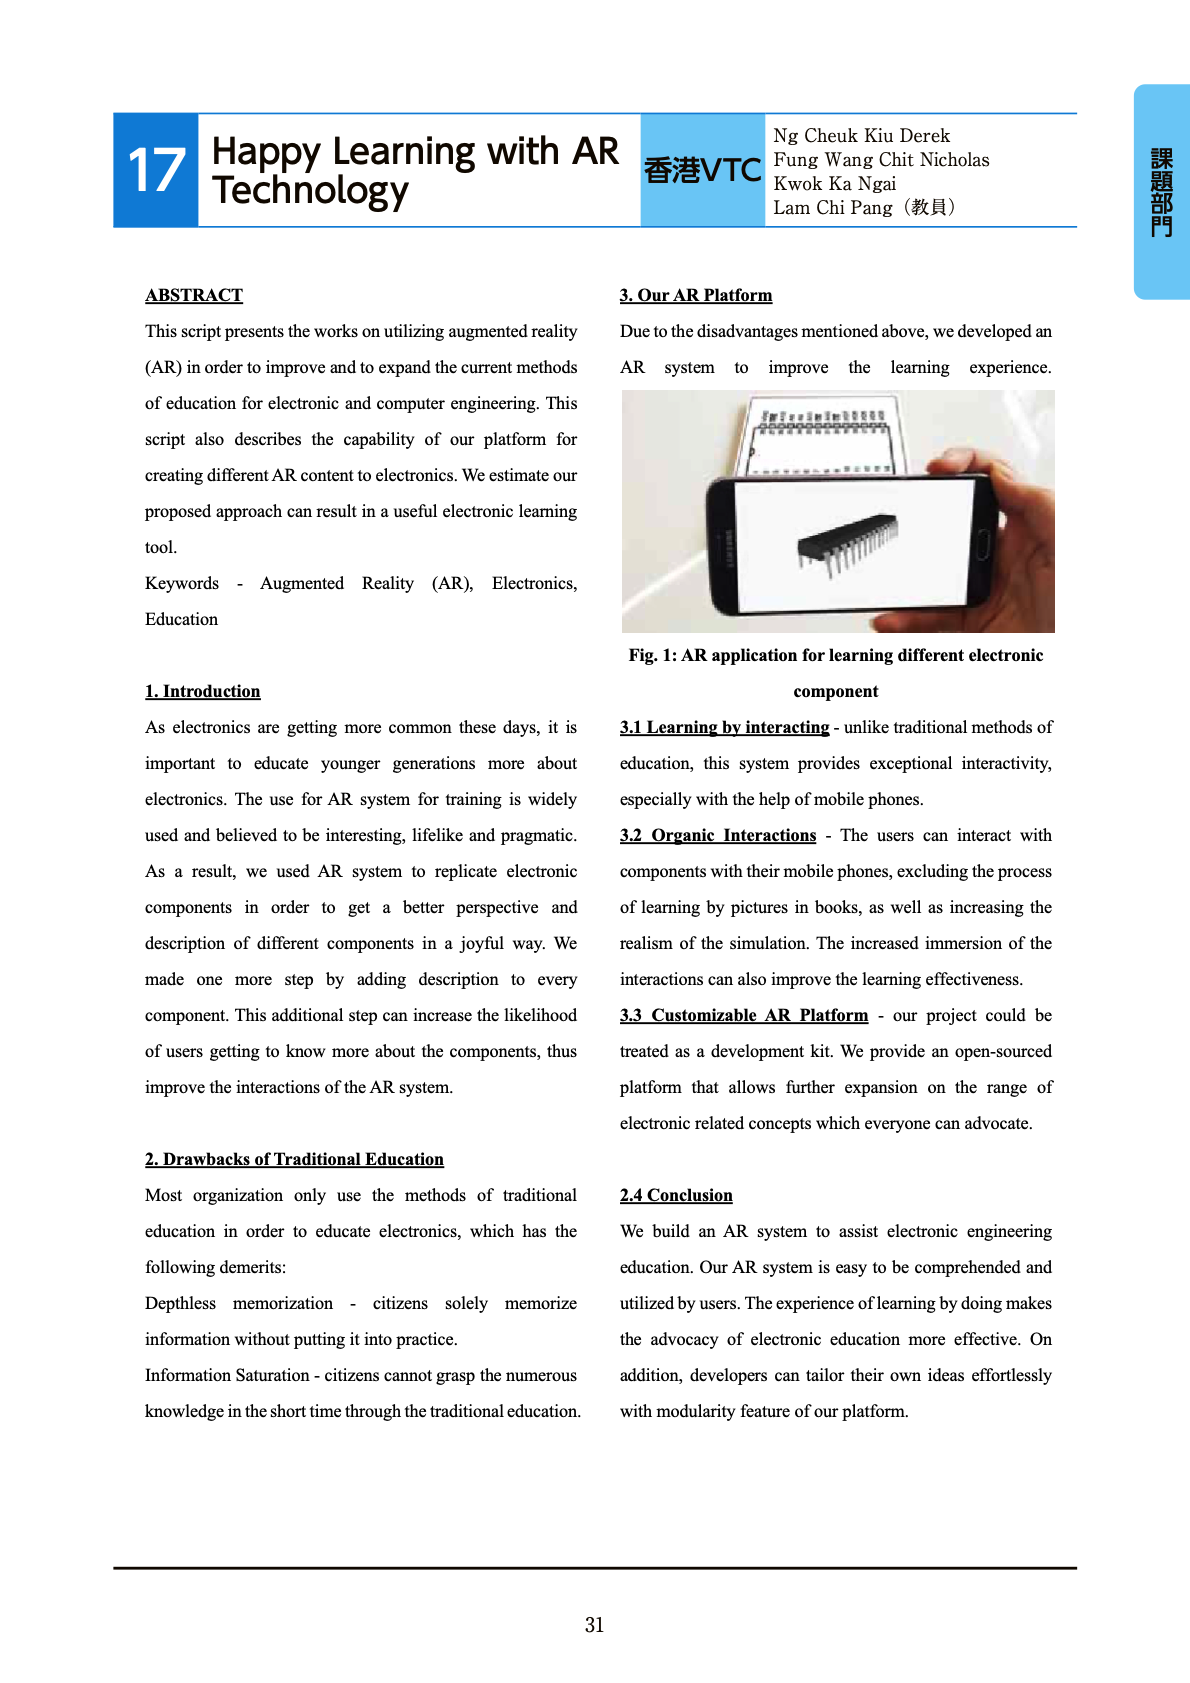 17
Happy Learning with AR
Technology
香港VTC
Ng Cheuk Kiu Derek
Fung Wang Chit Nicholas
Kwok Ka Ngai
Lam Chi Pang（教員）
課題部門
ABSTRACT
This script presents the works on utilizing augmented reality
(AR) in order to improve and to expand the current methods
of education for electronic and computer engineering. This
script also describes the capability of our platform for
creating different AR content to electronics. We estimate our
proposed approach can result in a useful electronic learning
tool.
Keywords - Augmented Reality (AR), Electronics,
Education
1. Introduction
As electronics are getting more common these days, it is
important to educate younger generations more about
electronics. The use for AR system for training is widely
used and believed to be interesting, lifelike and pragmatic.
As a result, we used AR system to replicate electronic
components in order to get a better perspective and
description of different components in a joyful way. We
made one more step by adding description to every
component. This additional step can increase the likelihood
of users getting to know more about the components, thus
improve the interactions of the AR system.
2. Drawbacks of Traditional Education
Most organization only use the methods of traditional
education in order to educate electronics, which has the
following demerits:
Depthless memorization - citizens solely memorize
information without putting it into practice.
Information Saturation - citizens cannot grasp the numerous
knowledge in the short time through the traditional education.
3. Our AR Platform
Due to the disadvantages mentioned above, we developed an
AR system to improve the learning experience.
SAMSUNG
Fig. 1: AR application for learning different electronic
component
3.1 Learning by interacting - unlike traditional methods of
education, this system provides exceptional interactivity,
especially with the help of mobile phones.
3.2 Organic Interactions - The users can interact with
components with their mobile phones, excluding the process
of learning by pictures in books, as well as increasing the
realism of the simulation. The increased immersion of the
interactions can also improve the learning effectiveness.
3.3 Customizable AR Platform - our project could be
treated as a development kit. We provide an open-sourced
platform that allows further expansion on the range of
electronic related concepts which everyone can advocate.
2.4 Conclusion
We build an AR system to assist electronic engineering
education. Our AR system is easy to be comprehended and
utilized by users. The experience of learning by doing makes
the advocacy of electronic education more effective. On
addition, developers can tailor their own ideas effortlessly
with modularity feature of our platform.
31